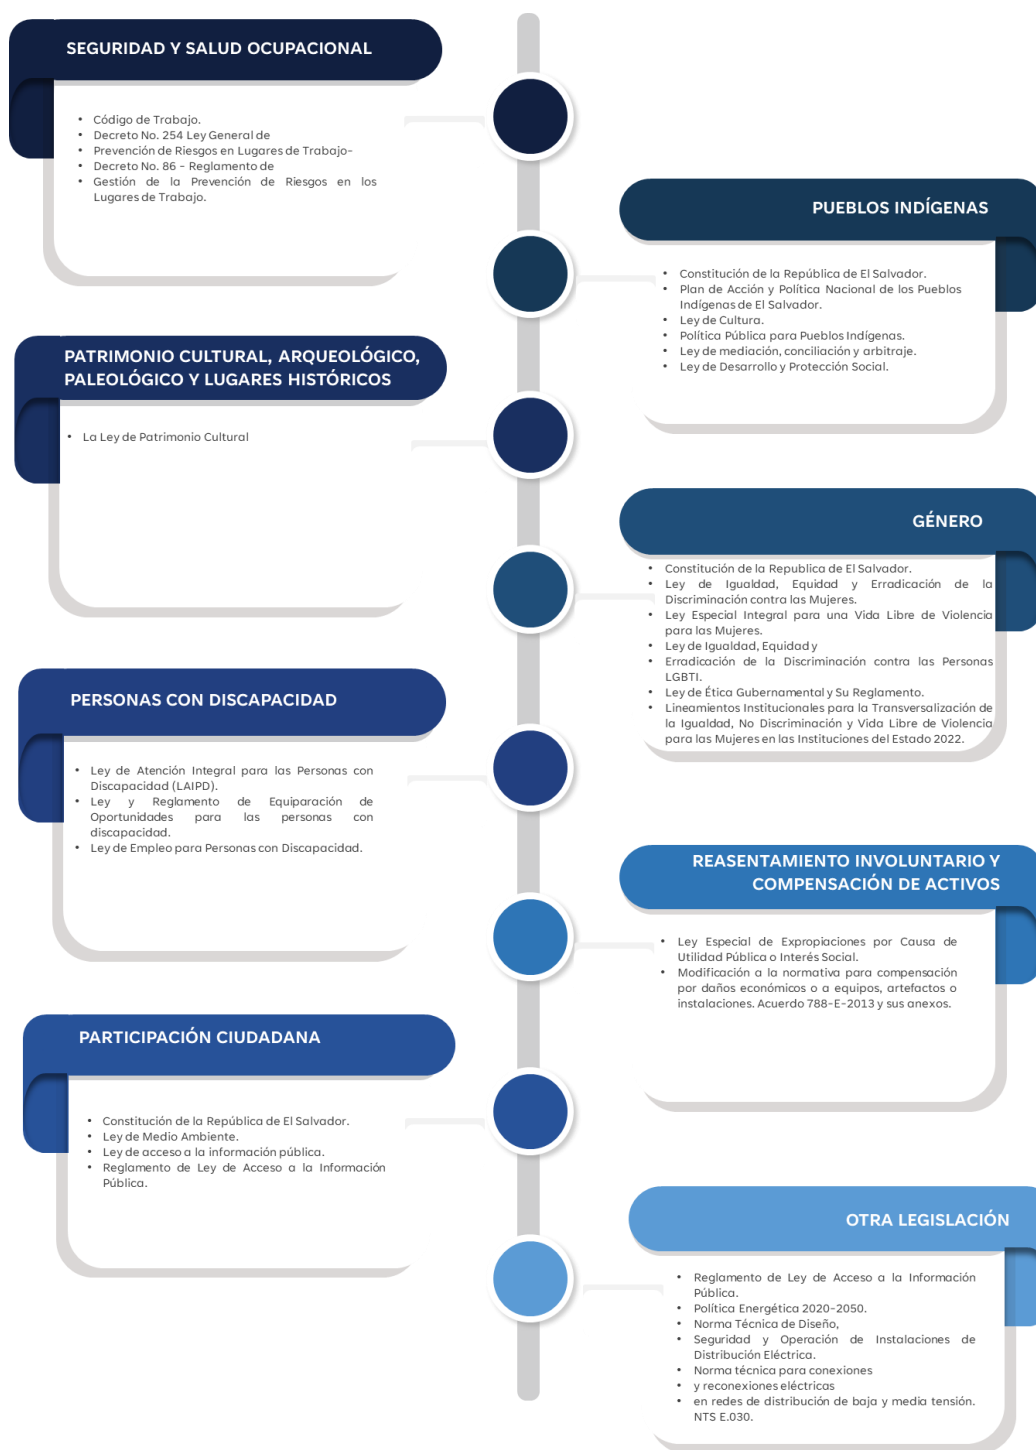 SEGURIDAD Y SALUD OCUPACIONAL
• Código de Trabajo.
• Decreto No. 254 Ley General de
• Prevención de Riesgos en Lugares de Trabajo-
• Decreto No. 86 - Reglamento de
• Gestión de la Prevención de Riesgos en los
Lugares de Trabajo.
PUEBLOS INDÍGENAS
• Constitución de la República de El Salvador.
• Plan de Acción y Política Nacional de los Pueblos
Indígenas de El Salvador.
• Ley de Cultura.
• Política Pública para Pueblos Indígenas.
• Ley de mediación, conciliación y arbitraje.
• Ley de Desarrollo y Protección Social.
PATRIMONIO CULTURAL, ARQUEOLÓGICO,
PALEOLÓGICO Y LUGARES HISTÓRICOS
• La Ley de Patrimonio Cultural
GÉNERO
• Constitución de la Republica de El Salvador.
• Ley de Igualdad, Equidad y Erradicación de la
Discriminación contra las Mujeres.
• Ley Especial Integral para una Vida Libre de Violencia
para las Mujeres.
• Ley de Igualdad, Equidad y
• Erradicación de la Discriminación contra las Personas
LGBTI.
• Ley de Ética Gubernamental y Su Reglamento.
• Lineamientos Institucionales para la Transversalización de
la Igualdad, No Discriminación y Vida Libre de Violencia
para las Mujeres en las Instituciones del Estado 2022.
PERSONAS CON DISCAPACIDAD
• Ley de Atención Integral para las Personas con
Discapacidad (LAIPD).
• Ley y Reglamento de Equiparación de
Oportunidades para las personas con
discapacidad.
• Ley de Empleo para Personas con Discapacidad.
REASENTAMIENTO INVOLUNTARIO Y
COMPENSACIÓN DE ACTIVOS
• Ley Especial de Expropiaciones por Causa de
Utilidad Pública o Interés Social.
• Modificación a la normativa para compensación
por daños económicos o a equipos, artefactos o
instalaciones. Acuerdo 788-E-2013 y sus anexos.
PARTICIPACIÓN CIUDADANA
• Constitución de la República de El Salvador.
• Ley de Medio Ambiente.
• Ley de acceso a la información pública.
• Reglamento de Ley de Acceso a la Información
Pública.
OTRA LEGISLACIÓN
• Reglamento de Ley de Acceso a la Información
Pública.
• Política Energética 2020-2050.
• Norma Técnica de Diseño,
• Seguridad y Operación de Instalaciones de
Distribución Eléctrica.
• Norma técnica para conexiones
• y reconexiones eléctricas
• en redes de distribución de baja y media tensión.
NTS E.030.